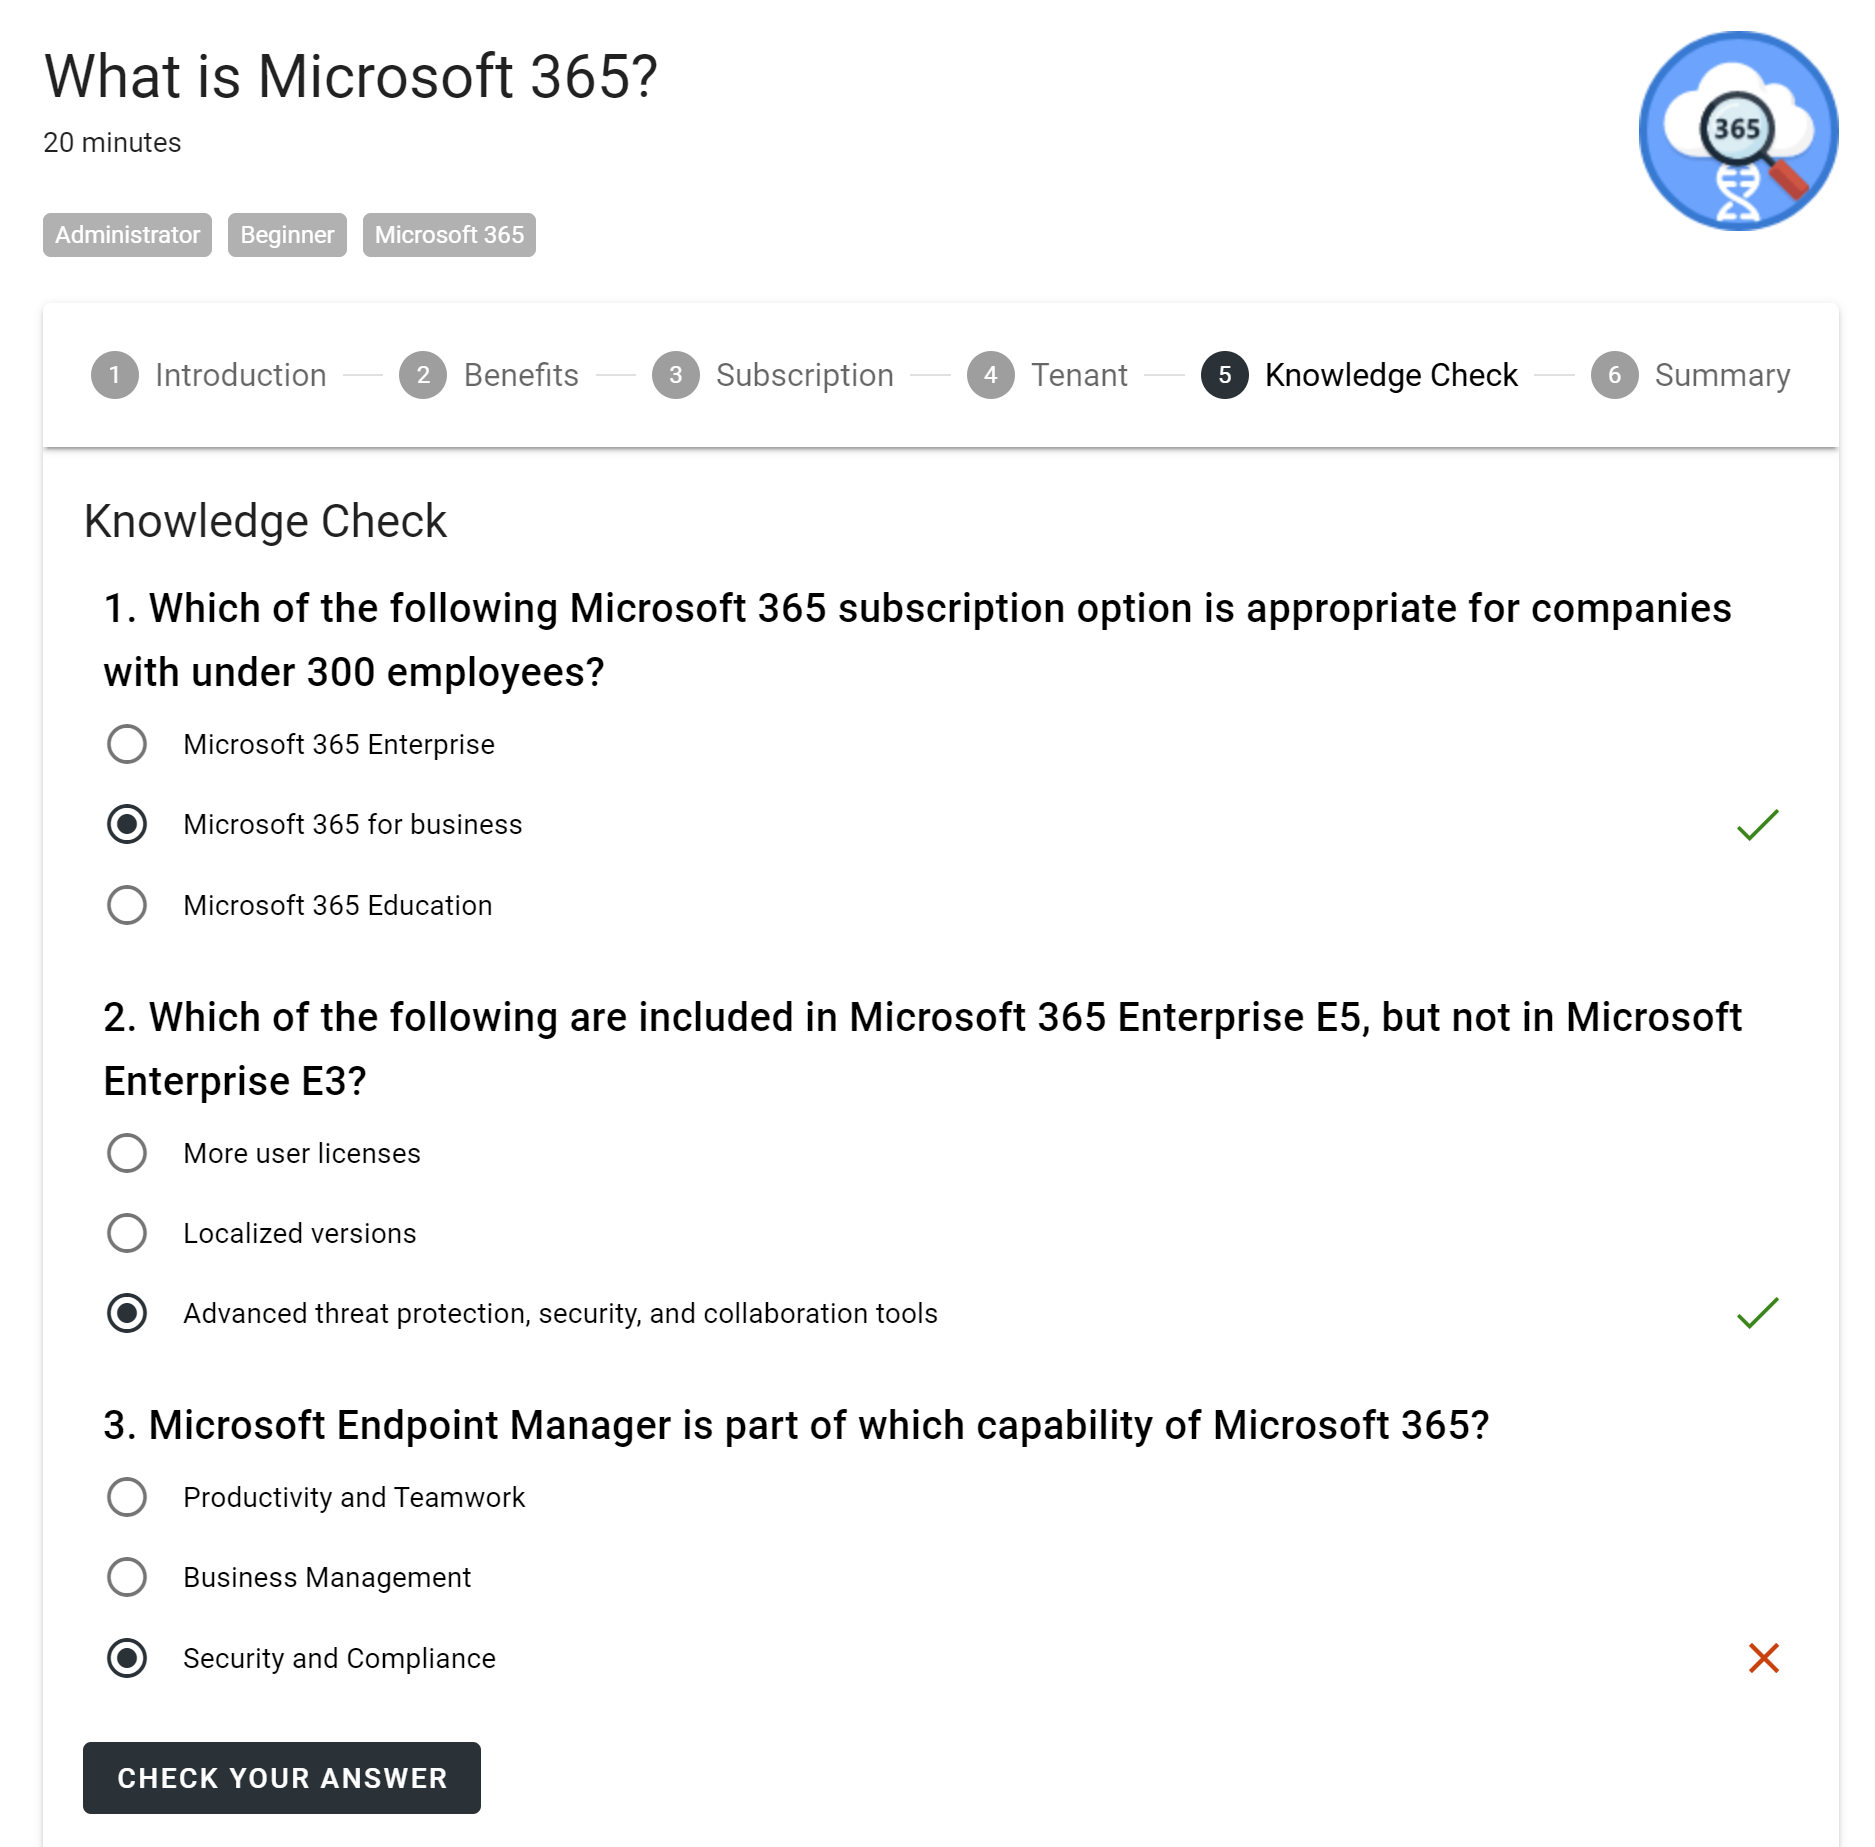 What is Microsoft 365?
365
20 minutes
Administrator Beginner Microsoft 365
1 Introduction 2 Benefits 3 Subscription 4 Tenant 5 Knowledge Check 6 Summary
Knowledge Check
1. Which of the following Microsoft 365 subscription option is appropriate for companies
with under 300 employees?
Microsoft 365 Enterprise
Microsoft 365 for business
Microsoft 365 Education
2. Which of the following are included in Microsoft 365 Enterprise E5, but not in Microsoft
Enterprise E3?
More user licenses
Localized versions
Advanced threat protection, security, and collaboration tools
3. Microsoft Endpoint Manager is part of which capability of Microsoft 365?
Productivity and Teamwork
Business Management
Security and Compliance
CHECK YOUR ANSWER